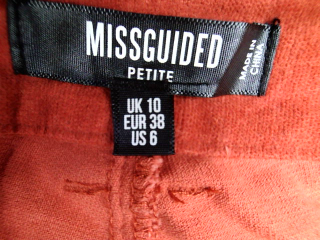 MISSGUIDED
PETITE
MADE IN
CHINA
UK 10
EUR 38
US 6